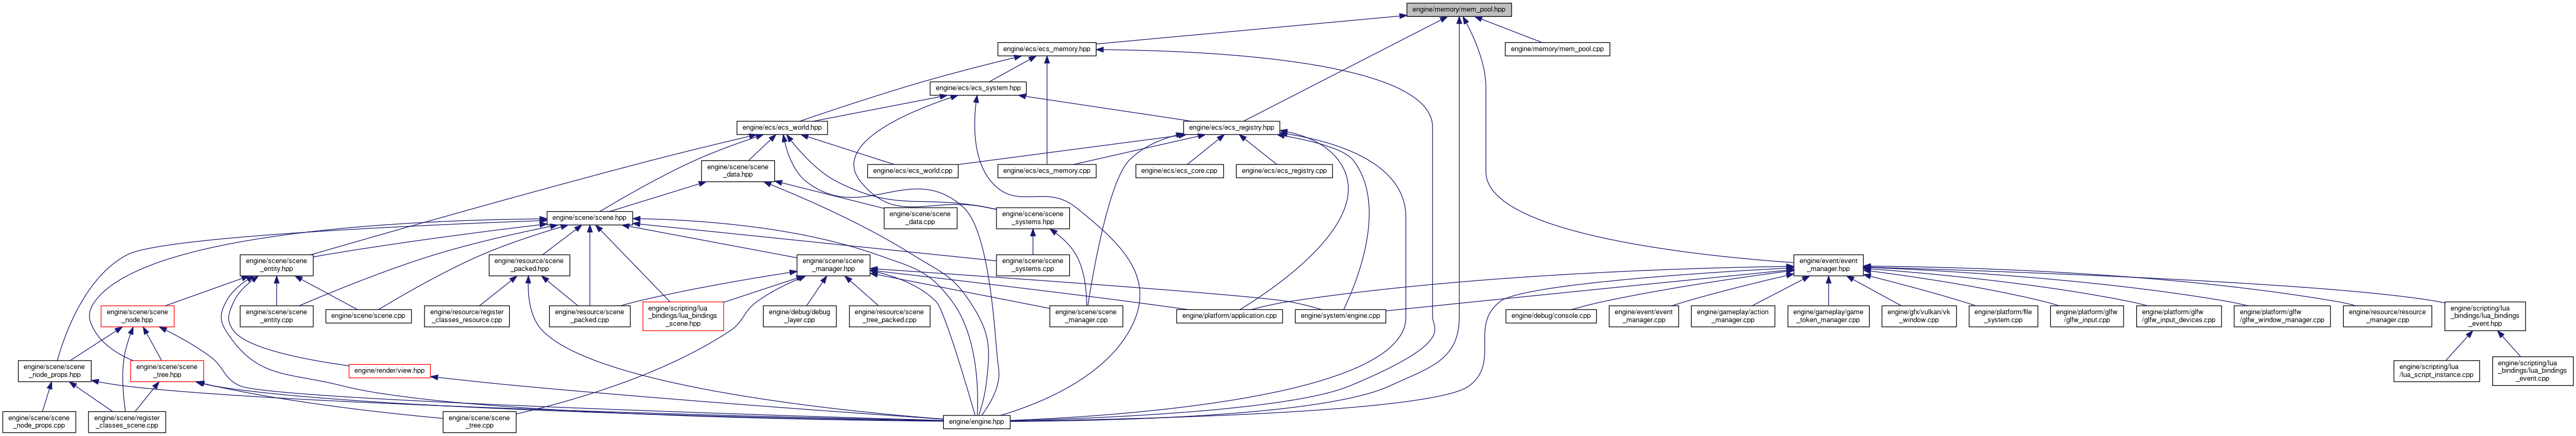 engine/memory/mem_pool.hpp
engine/ecs/ecs_memory.hpp
engine/memory/mem_pool.cpp
engine/ecs/ecs_system.hpp
engine/ecs/ecs_world.hpp
engine/ecs/ecs_registry.hpp
engine/scene/scene
_data.hpp
engine/ecs/ecs_world.cpp
engine/ecs/ecs_memory.cpp
engine/ecs/ecs_core.cpp
engine/ecs/ecs_registry.cpp
engine/scene/scene.hpp
engine/scene/scene
_data.cpp
engine/scene/scene
_systems.hpp
engine/scene/scene
_entity.hpp
engine/resource/scene
_packed.hpp
engine/scene/scene
_manager.hpp
engine/scene/scene
_systems.cpp
engine/event/event
_manager.hpp
engine/scene/scene
_node.hpp
engine/scene/scene
_entity.cpp
engine/scene/scene.cpp
engine/resource/register
_classes_resource.cpp
engine/resource/scene
_packed.cpp
engine/scripting/lua
_bindings/lua_bindings
_scene.hpp
engine/debug/debug
_layer.cpp
engine/resource/scene
_tree_packed.cpp
engine/scene/scene
_manager.cpp
engine/platform/application.cpp
engine/system/engine.cpp
engine/debug/console.cpp
engine/event/event
_manager.cpp
engine/gameplay/action
_manager.cpp
engine/gameplay/game
_token_manager.cpp
engine/gfx/vulkan/vk
_window.cpp
engine/platform/file
_system.cpp
engine/platform/glfw
/glfw_input.cpp
engine/platform/glfw
/glfw_input_devices.cpp
engine/platform/glfw
/glfw_window_manager.cpp
engine/resource/resource
_manager.cpp
engine/scripting/lua
_bindings/lua_bindings
_event.hpp
engine/scene/scene
_node_props.hpp
engine/scene/scene
_tree.hpp
engine/render/view.hpp
engine/scripting/lua
/lua_script_instance.cpp
engine/scripting/lua
_bindings/lua_bindings
_event.cpp
engine/scene/scene
_node_props.cpp
engine/scene/register
_classes_scene.cpp
engine/scene/scene
_tree.cpp
engine/engine.hpp